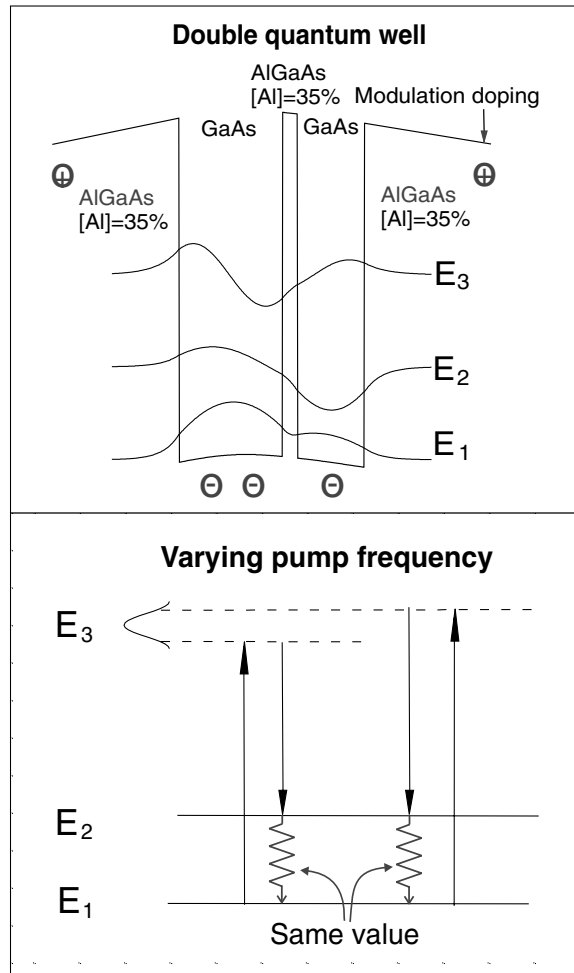 Double quantum well
AlGaAs
[Al]=35%
Modulation doping
GaAs
GaAs
AlGaAs
[Al]=35%
AlGaAs
[Al]=35%
E3
E2
E1
Varying pump frequency
E3
E2
E1
Same value